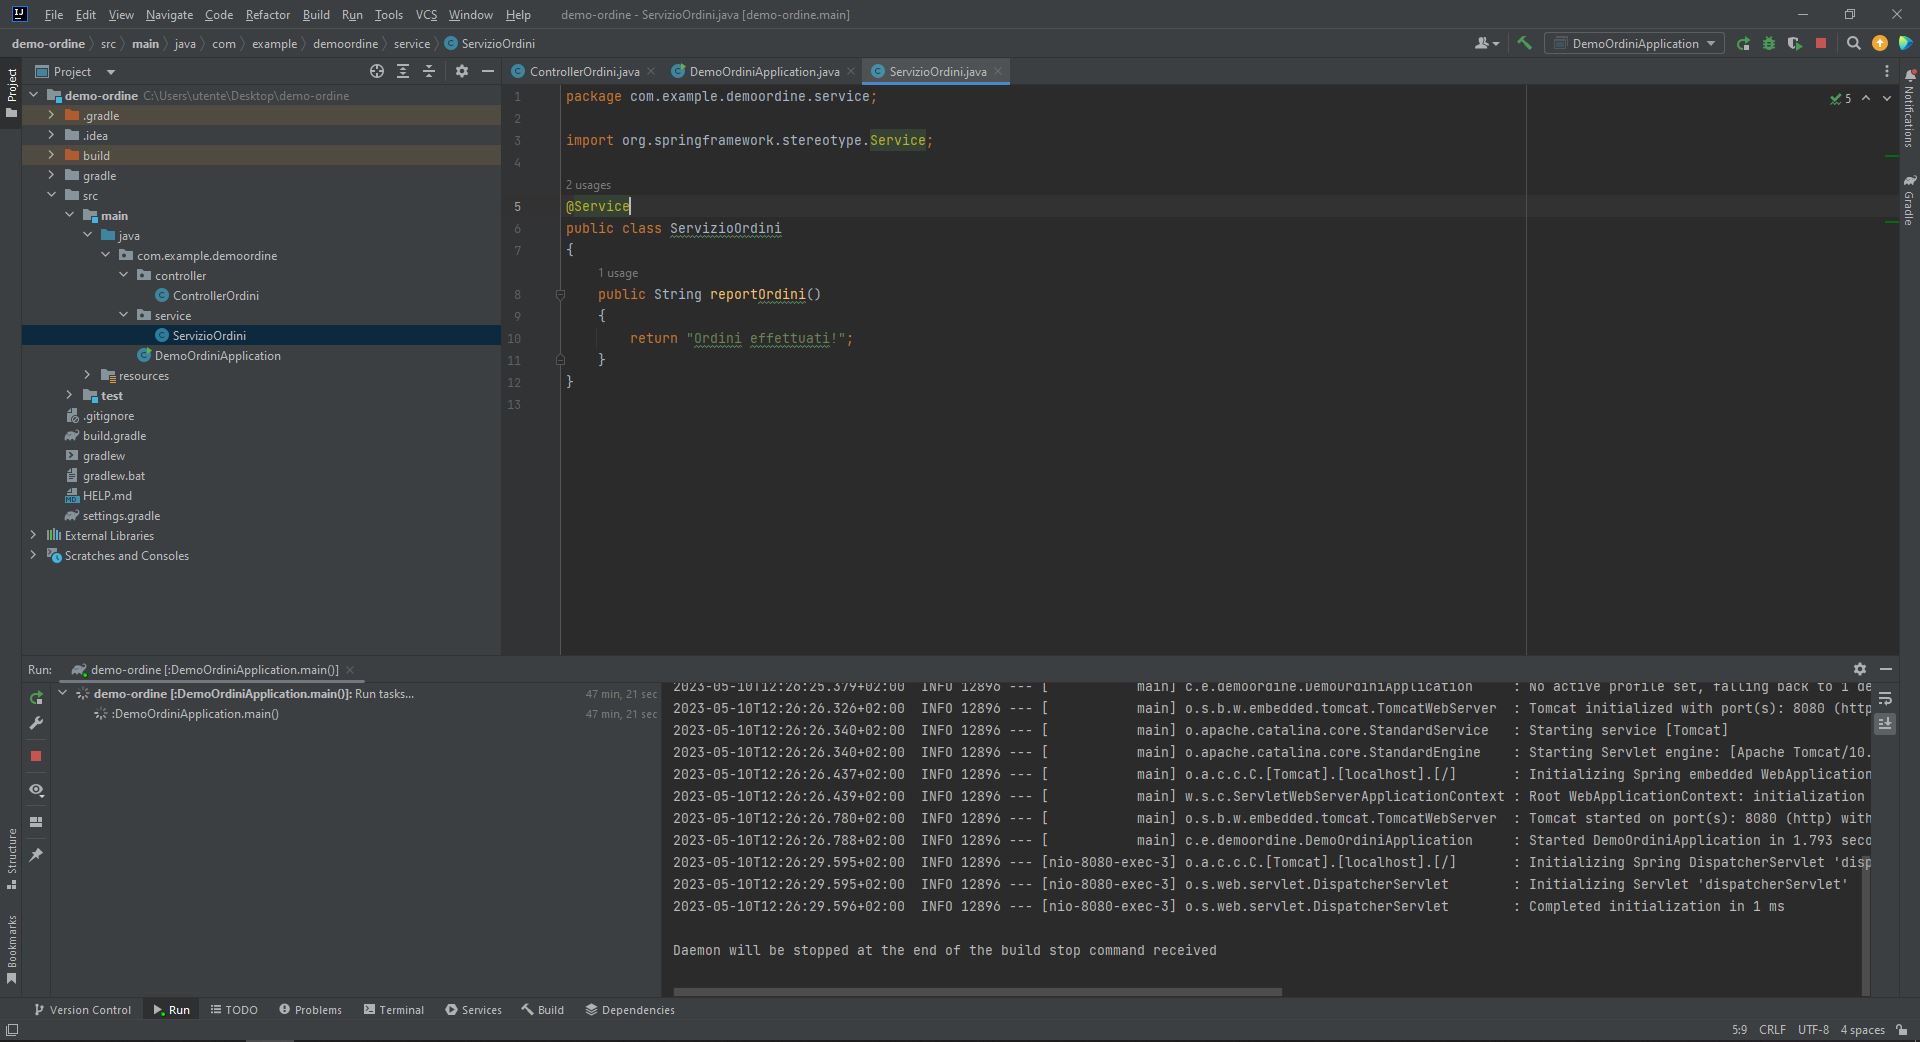 File Edit View Navigate Code Refactor Build Run Tools VCS Window Help demo-ordine - ServizioOrdini.java [demo-ordine.main]
demo-ordine src main java com example demoordine service ServizioOrdini DemoOrdiniApplication
Project
ControllerOrdini.java DemoOrdiniApplication.java ServizioOrdini.java
demo-ordine C:\Users\utente\Desktop\demo-ordine
.gradle
.idea
build
gradle
src
main
java
com.example.demoordine
controller
ControllerOrdini
service
ServizioOrdini
DemoOrdiniApplication
resources
test
.gitignore
build.gradle
gradlew
gradlew.bat
HELP.md
settings.gradle
External Libraries
Scratches and Consoles
Project
Structure
Bookmarks
1 package com.example.demoordine.service;
2
3 import org.springframework.stereotype.Service;
4
2 usages
5 @Service
6 public class ServizioOrdini
7 {
1 usage
8 public String reportOrdini()
9 {
10 return "Ordini effettuati!";
11 }
12 }
13
5
Notifications
Gradle
Run: demo-ordine [:DemoOrdiniApplication.main()]
demo-ordine [:DemoOrdiniApplication.main()]: Run tasks... 47 min, 21 sec
:DemoOrdiniApplication.main() 47 min, 21 sec
2023-05-10T12:26:25.379+02:00 INFO 12896 --- [ main] c.e.demoordine.DemoOrdiniApplication : No active profile set, falling back to 1 de
2023-05-10T12:26:26.326+02:00 INFO 12896 --- [ main] o.s.b.w.embedded.tomcat.TomcatWebServer : Tomcat initialized with port(s): 8080 (http
2023-05-10T12:26:26.340+02:00 INFO 12896 --- [ main] o.apache.catalina.core.StandardService : Starting service [Tomcat]
2023-05-10T12:26:26.340+02:00 INFO 12896 --- [ main] o.apache.catalina.core.StandardEngine : Starting Servlet engine: [Apache Tomcat/10.
2023-05-10T12:26:26.437+02:00 INFO 12896 --- [ main] o.a.c.c.C.[Tomcat].[localhost].[/] : Initializing Spring embedded WebApplication
2023-05-10T12:26:26.439+02:00 INFO 12896 --- [ main] w.s.c.ServletWebServerApplicationContext : Root WebApplicationContext: initialization
2023-05-10T12:26:26.780+02:00 INFO 12896 --- [ main] o.s.b.w.embedded.tomcat.TomcatWebServer : Tomcat started on port(s): 8080 (http) with
2023-05-10T12:26:26.788+02:00 INFO 12896 --- [ main] c.e.demoordine.DemoOrdiniApplication : Started DemoOrdiniApplication in 1.793 seco
2023-05-10T12:26:29.595+02:00 INFO 12896 --- [nio-8080-exec-3] o.a.c.c.C.[Tomcat].[localhost].[/] : Initializing Spring DispatcherServlet 'disp
2023-05-10T12:26:29.595+02:00 INFO 12896 --- [nio-8080-exec-3] o.s.web.servlet.DispatcherServlet : Initializing Servlet 'dispatcherServlet'
2023-05-10T12:26:29.596+02:00 INFO 12896 --- [nio-8080-exec-3] o.s.web.servlet.DispatcherServlet : Completed initialization in 1 ms
Daemon will be stopped at the end of the build stop command received
Version Control Run TODO Problems Terminal Services Build Dependencies
5:9 CRLF UTF-8 4 spaces